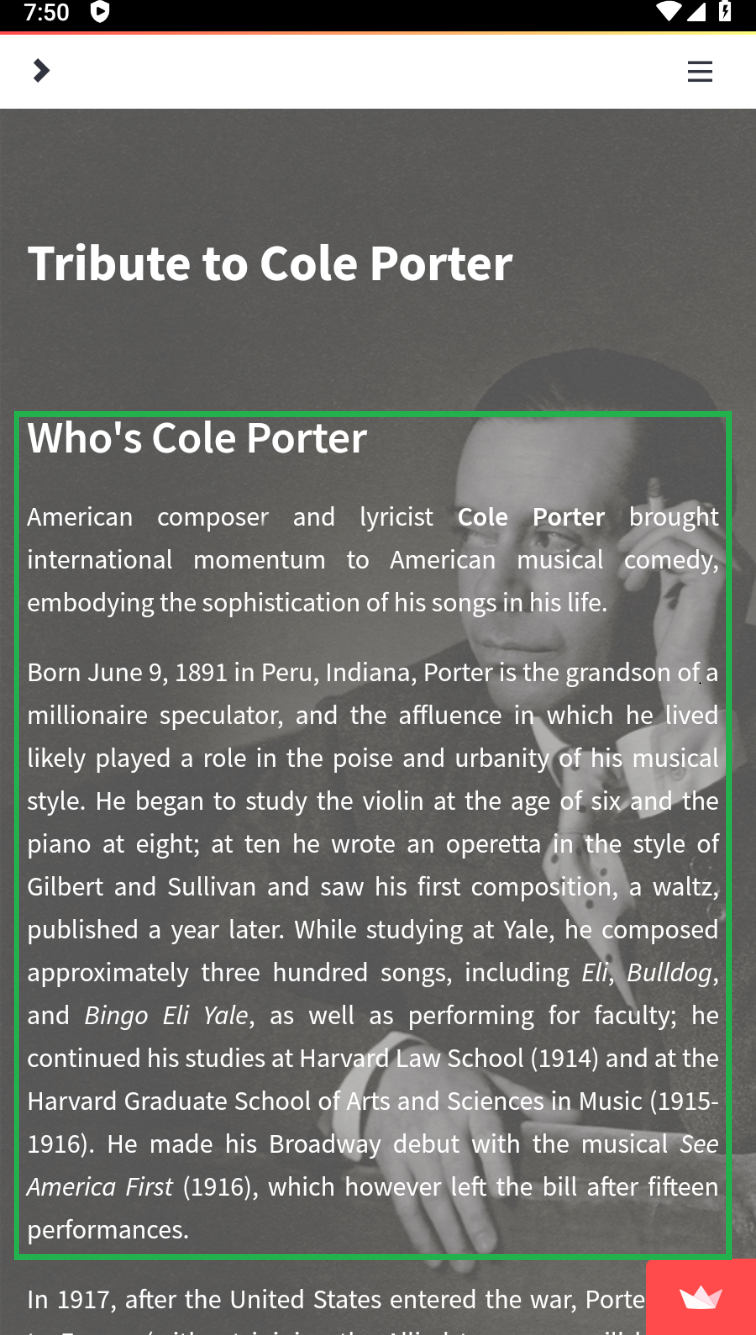 7:50
Tribute to Cole Porter
Who's Cole Porter
American composer and lyricist Cole Porter brought
international momentum to American musical comedy,
embodying the sophistication of his songs in his life.
Born June 9, 1891 in Peru, Indiana, Porter is the grandson of a
millionaire speculator, and the affluence in which he lived
likely played a role in the poise and urbanity of his musical
style. He began to study the violin at the age of six and the
piano at eight; at ten he wrote an operetta in the style of
Gilbert and Sullivan and saw his first composition, a waltz,
published a year later. While studying at Yale, he composed
approximately three hundred songs, including Eli, Bulldog,
and Bingo Eli Yale, as well as performing for faculty; he
continued his studies at Harvard Law School (1914) and at the
Harvard Graduate School of Arts and Sciences in Music (1915-
1916). He made his Broadway debut with the musical See
America First (1916), which however left the bill after fifteen
performances.
In 1917, after the United States entered the war, Porte